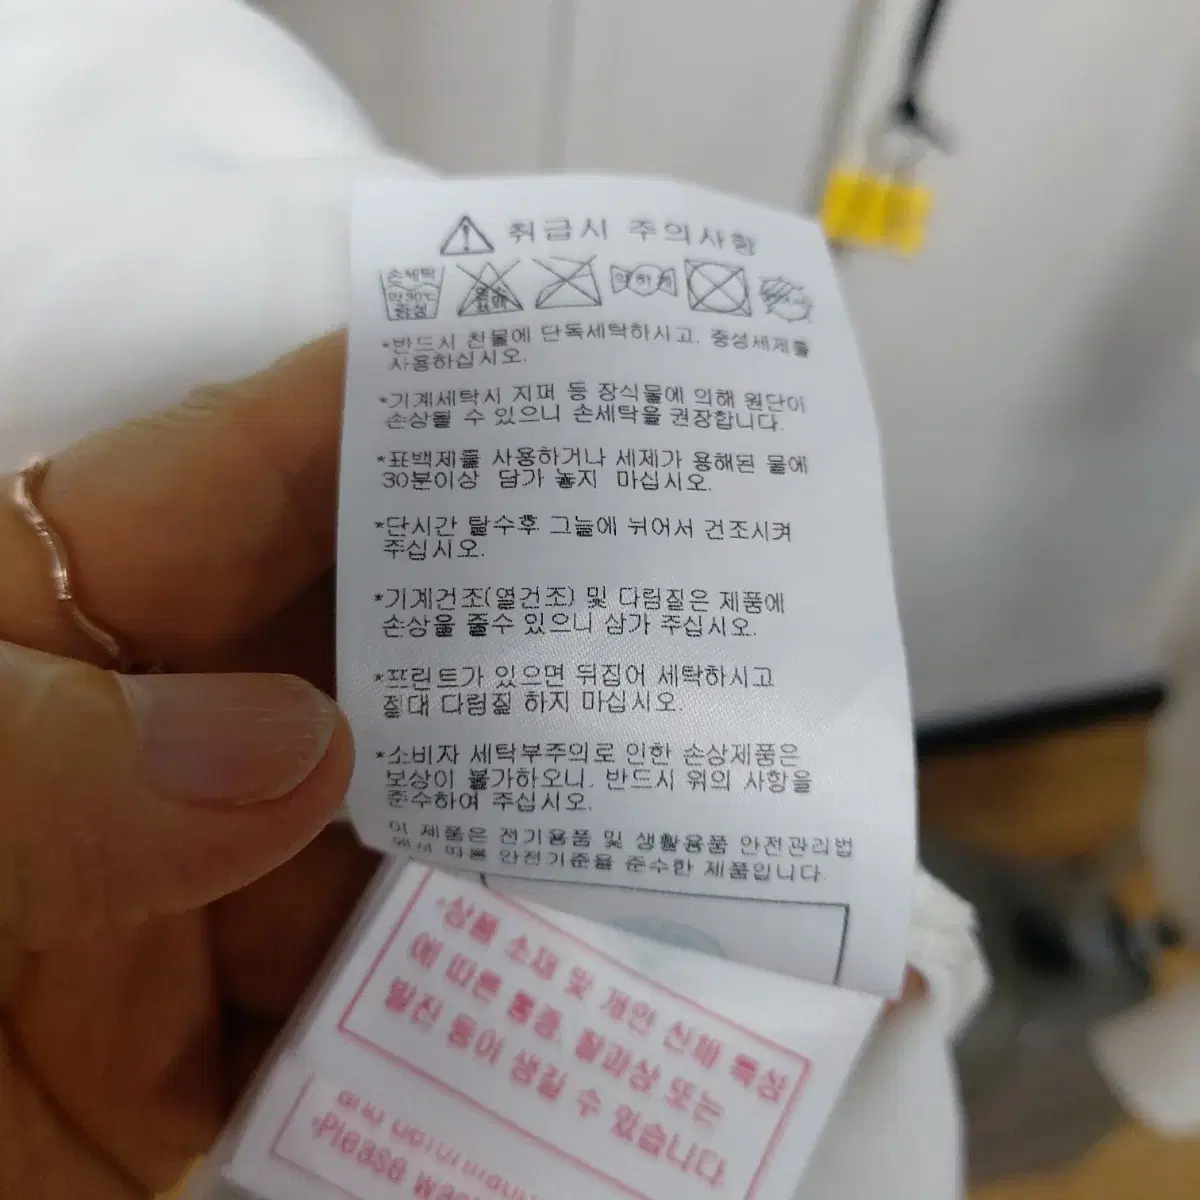 취급시 주의사항
손세탁
약30℃
중성
염소
표백
약하게
*반드시 찬물에 단독세탁하시고, 중성세제를
사용하십시오.
*기계세탁시 지퍼 등 장식물에 의해 원단이
손상될 수 있으니 손세탁을 권장합니다.
*표백제를 사용하거나 세제가 용해된 물에
30분이상 담가 놓지 마십시오.
*단시간 탈수후 그늘에 뉘어서 건조시켜
주십시오.
*기계건조(열건조) 및 다림질은 제품에
손상을 줄수 있으니 삼가 주십시오.
*프린트가 있으면 뒤집어 세탁하시고
절대 다림질 하지 마십시오.
*소비자 세탁부주의로 인한 손상제품은
보상이 불가하오니, 반드시 위의 사항을
준수하여 주십시오.
이 제품은 전기용품 및 생활용품 안전관리법
에서 따른 안전기준을 준수한 제품입니다.
*상품 소재 및 개인 신체 특성
에 따른 통증, 찰과상 또는
발진 등이 생길 수 있습니다.
*Please